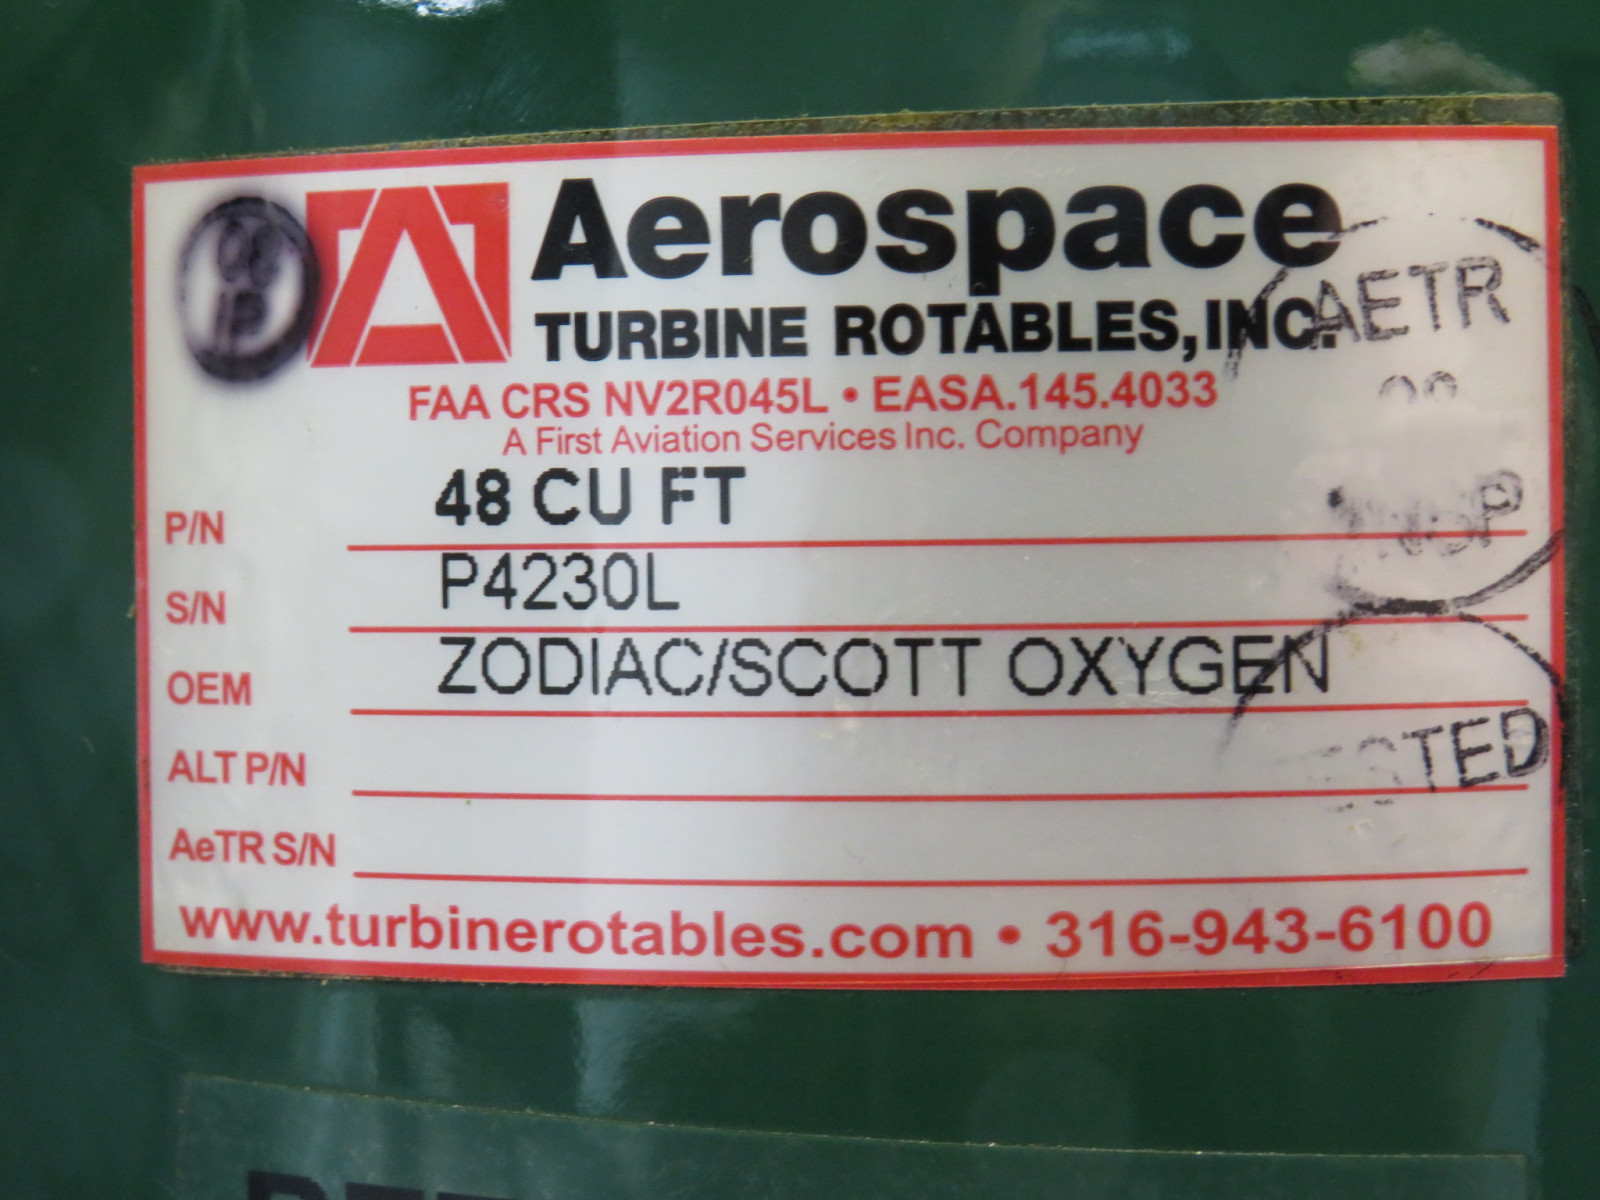 Aerospace
TURBINE ROTABLES, INC.
AETR
FAA CRS NV2R045L • EASA.145.4033
A First Aviation Services Inc. Company
P/N 48 CU FT
S/N P4230L
OEM ZODIAC/SCOTT OXYGEN
TESTED
ALT P/N
AeTR S/N
www.turbinerotables.com • 316-943-6100